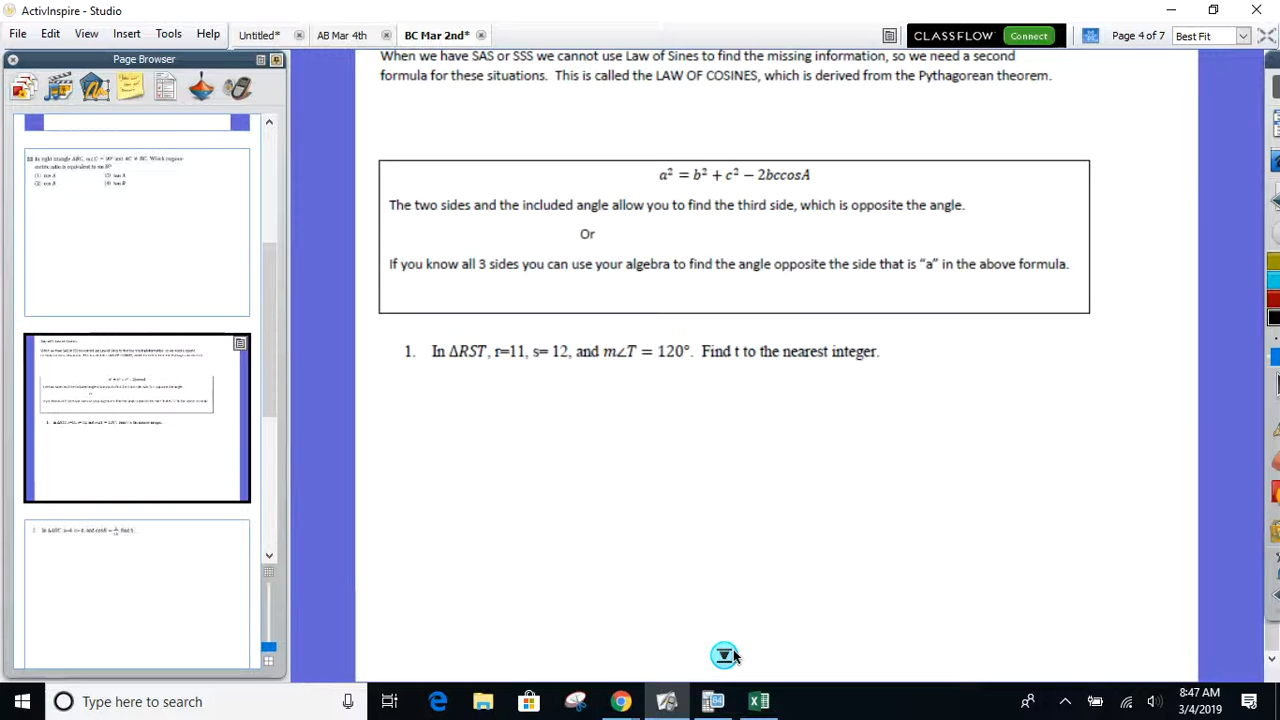 ActivInspire - Studio
File Edit View Insert Tools Help
Untitled* AB Mar 4th BC Mar 2nd*
CLASSFLOW Connect
Page 4 of 7 Best Fit
Page Browser
When we have SAS or SSS we cannot use Law of Sines to find the missing information, so we need a second
formula for these situations. This is called the LAW OF COSINES, which is derived from the Pythagorean theorem.
a² = b² + c² − 2bccosA
The two sides and the included angle allow you to find the third side, which is opposite the angle.
Or
If you know all 3 sides you can use your algebra to find the angle opposite the side that is “a” in the above formula.
1. In ΔRST, r=11, s= 12, and m∠T = 120°. Find t to the nearest integer.
Type here to search
8:47 AM
3/4/2019